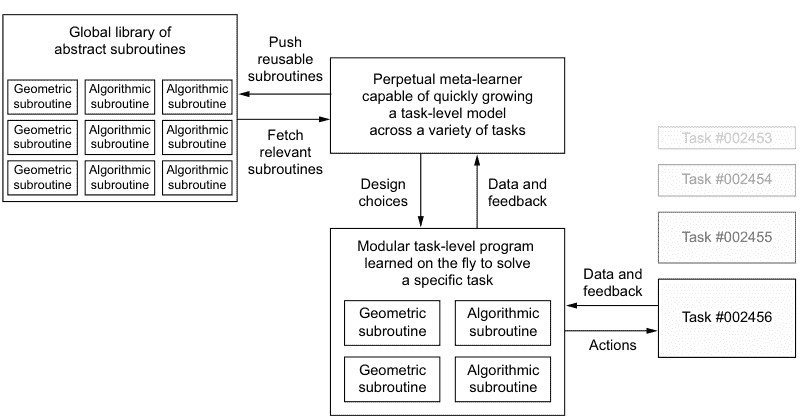 Global library of
abstract subroutines
Geometric
subroutine
Algorithmic
subroutine
Algorithmic
subroutine
Geometric
subroutine
Algorithmic
subroutine
Algorithmic
subroutine
Geometric
subroutine
Algorithmic
subroutine
Algorithmic
subroutine
Push
reusable
subroutines
Fetch
relevant
subroutines
Perpetual meta-learner
capable of quickly growing
a task-level model
across a variety of tasks
Design
choices
Data and
feedback
Modular task-level program
learned on the fly to solve
a specific task
Geometric
subroutine
Algorithmic
subroutine
Geometric
subroutine
Algorithmic
subroutine
Data and
feedback
Actions
Task #002453
Task #002454
Task #002455
Task #002456